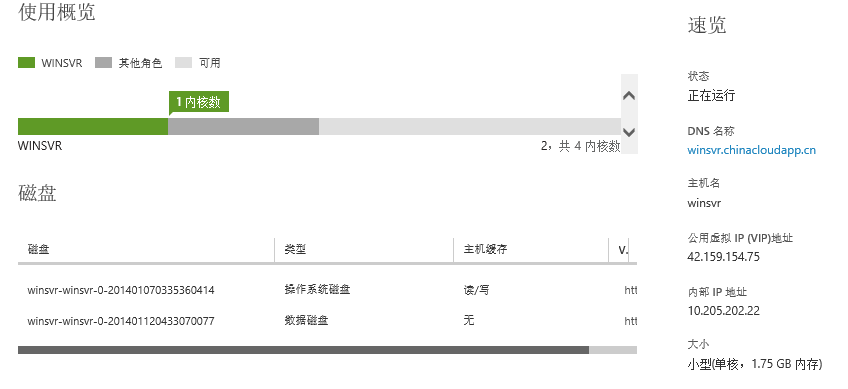 使用概览
WINSVR 其他角色 可用
1 内核数
WINSVR 2，共 4 内核数
磁盘
磁盘 类型 主机缓存 V.
winsvr-winsvr-0-201401070335360414 操作系统磁盘 读/写 htt
winsvr-winsvr-0-201401120433070077 数据磁盘 无 htt
速览
状态
正在运行
DNS 名称
winsvr.chinacloudapp.cn
主机名
winsvr
公用虚拟 IP (VIP)地址
42.159.154.75
内部 IP 地址
10.205.202.22
大小
小型(单核，1.75 GB 内存)